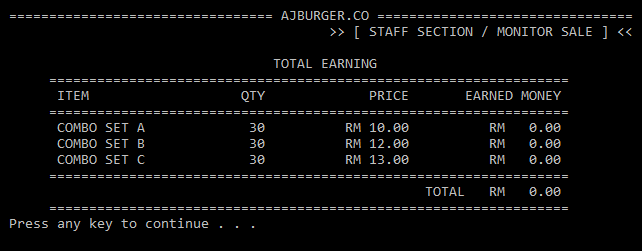 ================================= AJBURGER.CO ================================
>> [ STAFF SECTION / MONITOR SALE ] <<
TOTAL EARNING
=================================================================
ITEM QTY PRICE EARNED MONEY
=================================================================
COMBO SET A 30 RM 10.00 RM 0.00
COMBO SET B 30 RM 12.00 RM 0.00
COMBO SET C 30 RM 13.00 RM 0.00
=================================================================
TOTAL RM 0.00
=================================================================
Press any key to continue . . .